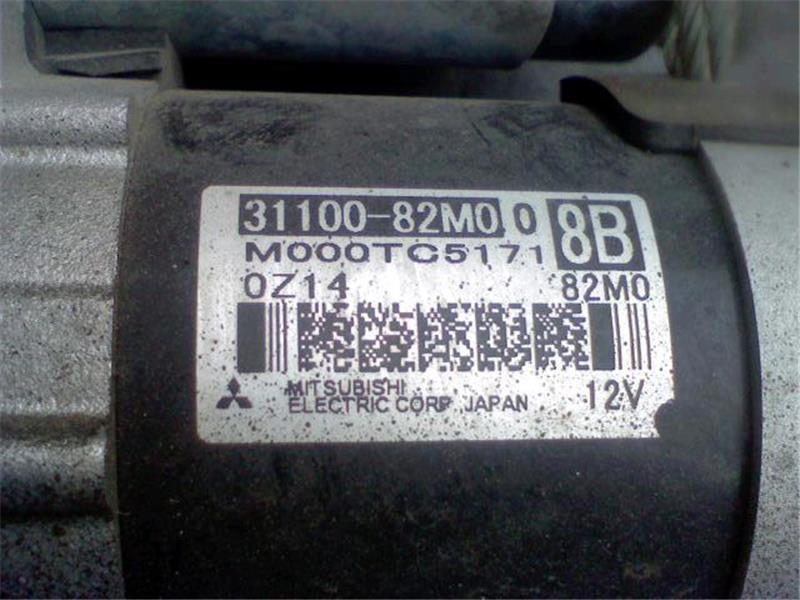 31100-82M0 0 8B
M000TC5171
0Z14 82M0
MITSUBISHI
ELECTRIC CORP. JAPAN 12V